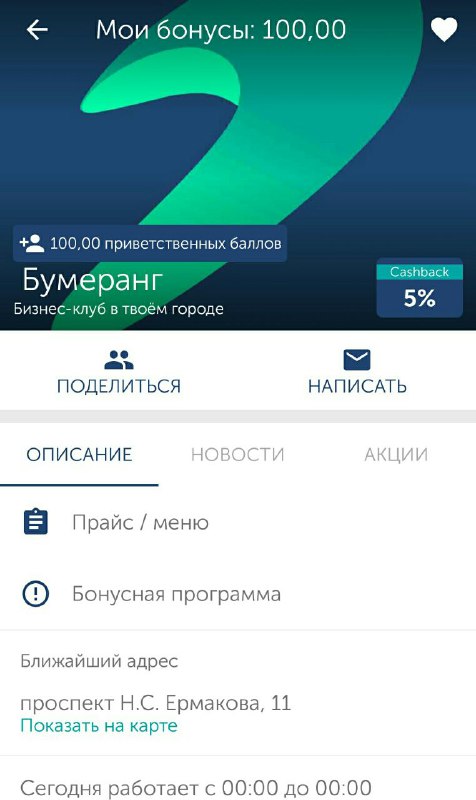 Мои бонусы: 100,00
100,00 приветственных баллов
Бумеранг
Бизнес-клуб в твоём городе
Cashback
5%
ПОДЕЛИТЬСЯ
НАПИСАТЬ
ОПИСАНИЕ
НОВОСТИ
АКЦИИ
Прайс / меню
Бонусная программа
Ближайший адрес
проспект Н.С. Ермакова, 11
Показать на карте
Сегодня работает с 00:00 до 00:00